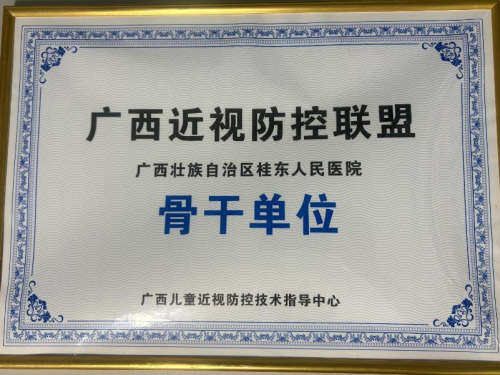 广西近视防控联盟
广西壮族自治区桂东人民医院
骨干单位
广西儿童近视防控技术指导中心